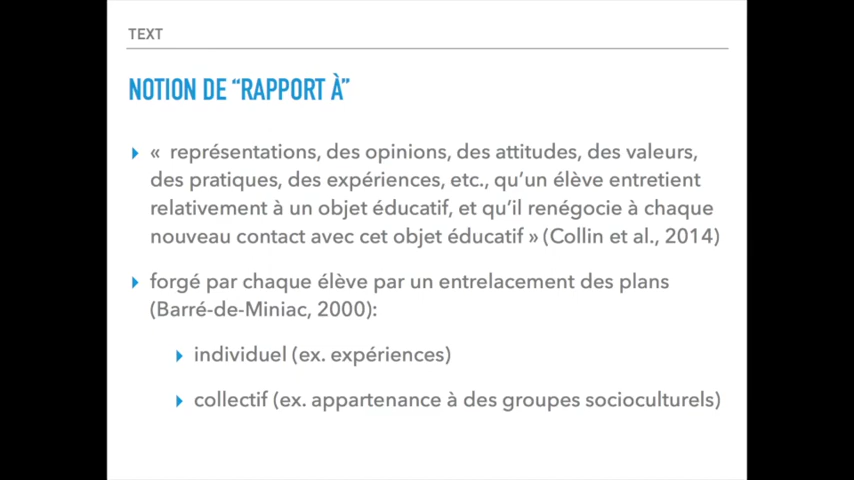 TEXT
NOTION DE “RAPPORT À”
« représentations, des opinions, des attitudes, des valeurs,
des pratiques, des expériences, etc., qu’un élève entretient
relativement à un objet éducatif, et qu’il renégocie à chaque
nouveau contact avec cet objet éducatif » (Collin et al., 2014)
forgé par chaque élève par un entrelacement des plans
(Barré-de-Miniac, 2000):
individuel (ex. expériences)
collectif (ex. appartenance à des groupes socioculturels)